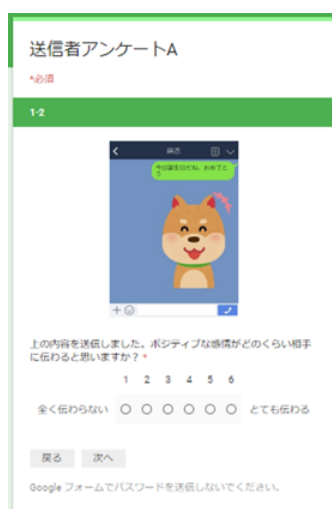 送信者アンケートA
*必須
1-2
麻衣
今日誕生日だね、おめでと
う
上の内容を送信しました。ポジティブな感情がどのくらい相手
に伝わると思いますか？*
1 2 3 4 5 6
全く伝わらない とても伝わる
戻る 次へ
Google フォームでパスワードを送信しないでください。